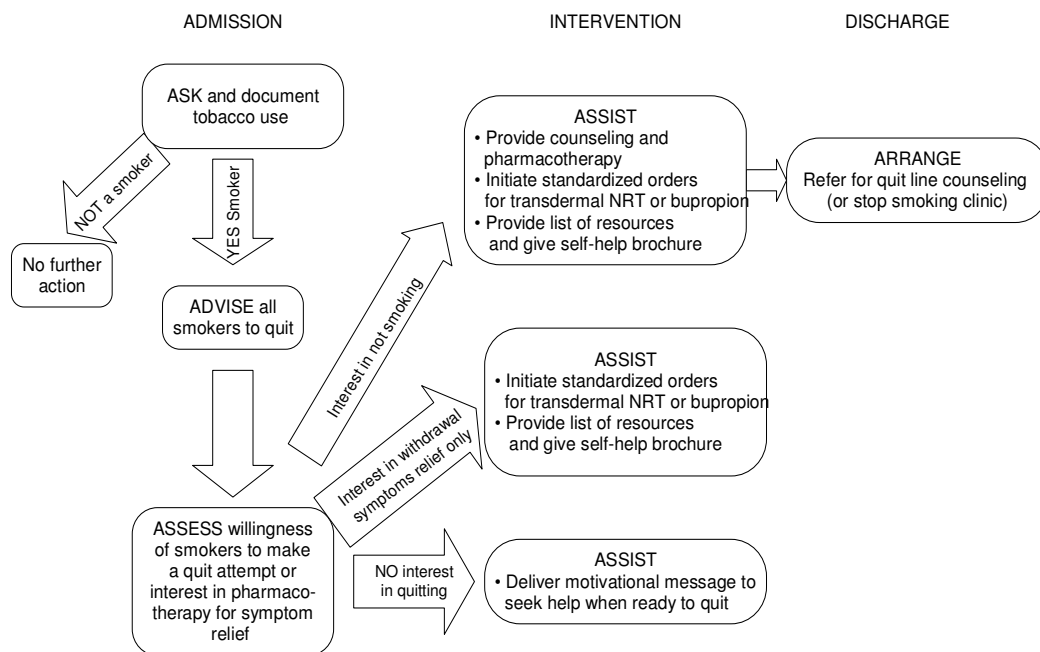 ADMISSION
INTERVENTION
DISCHARGE
ASK and document
tobacco use
NOT a smoker
YES Smoker
No further
action
ADVISE all
smokers to quit
ASSESS willingness
of smokers to make
a quit attempt or
interest in pharmaco-
therapy for symptom
relief
Interest in not smoking
Interest in withdrawal
symptoms relief only
NO interest
in quitting
ASSIST
• Provide counseling and
pharmacotherapy
• Initiate standardized orders
for transdermal NRT or bupropion
• Provide list of resources
and give self-help brochure
ASSIST
• Initiate standardized orders
for transdermal NRT or bupropion
• Provide list of resources
and give self-help brochure
ASSIST
• Deliver motivational message to
seek help when ready to quit
ARRANGE
Refer for quit line counseling
(or stop smoking clinic)